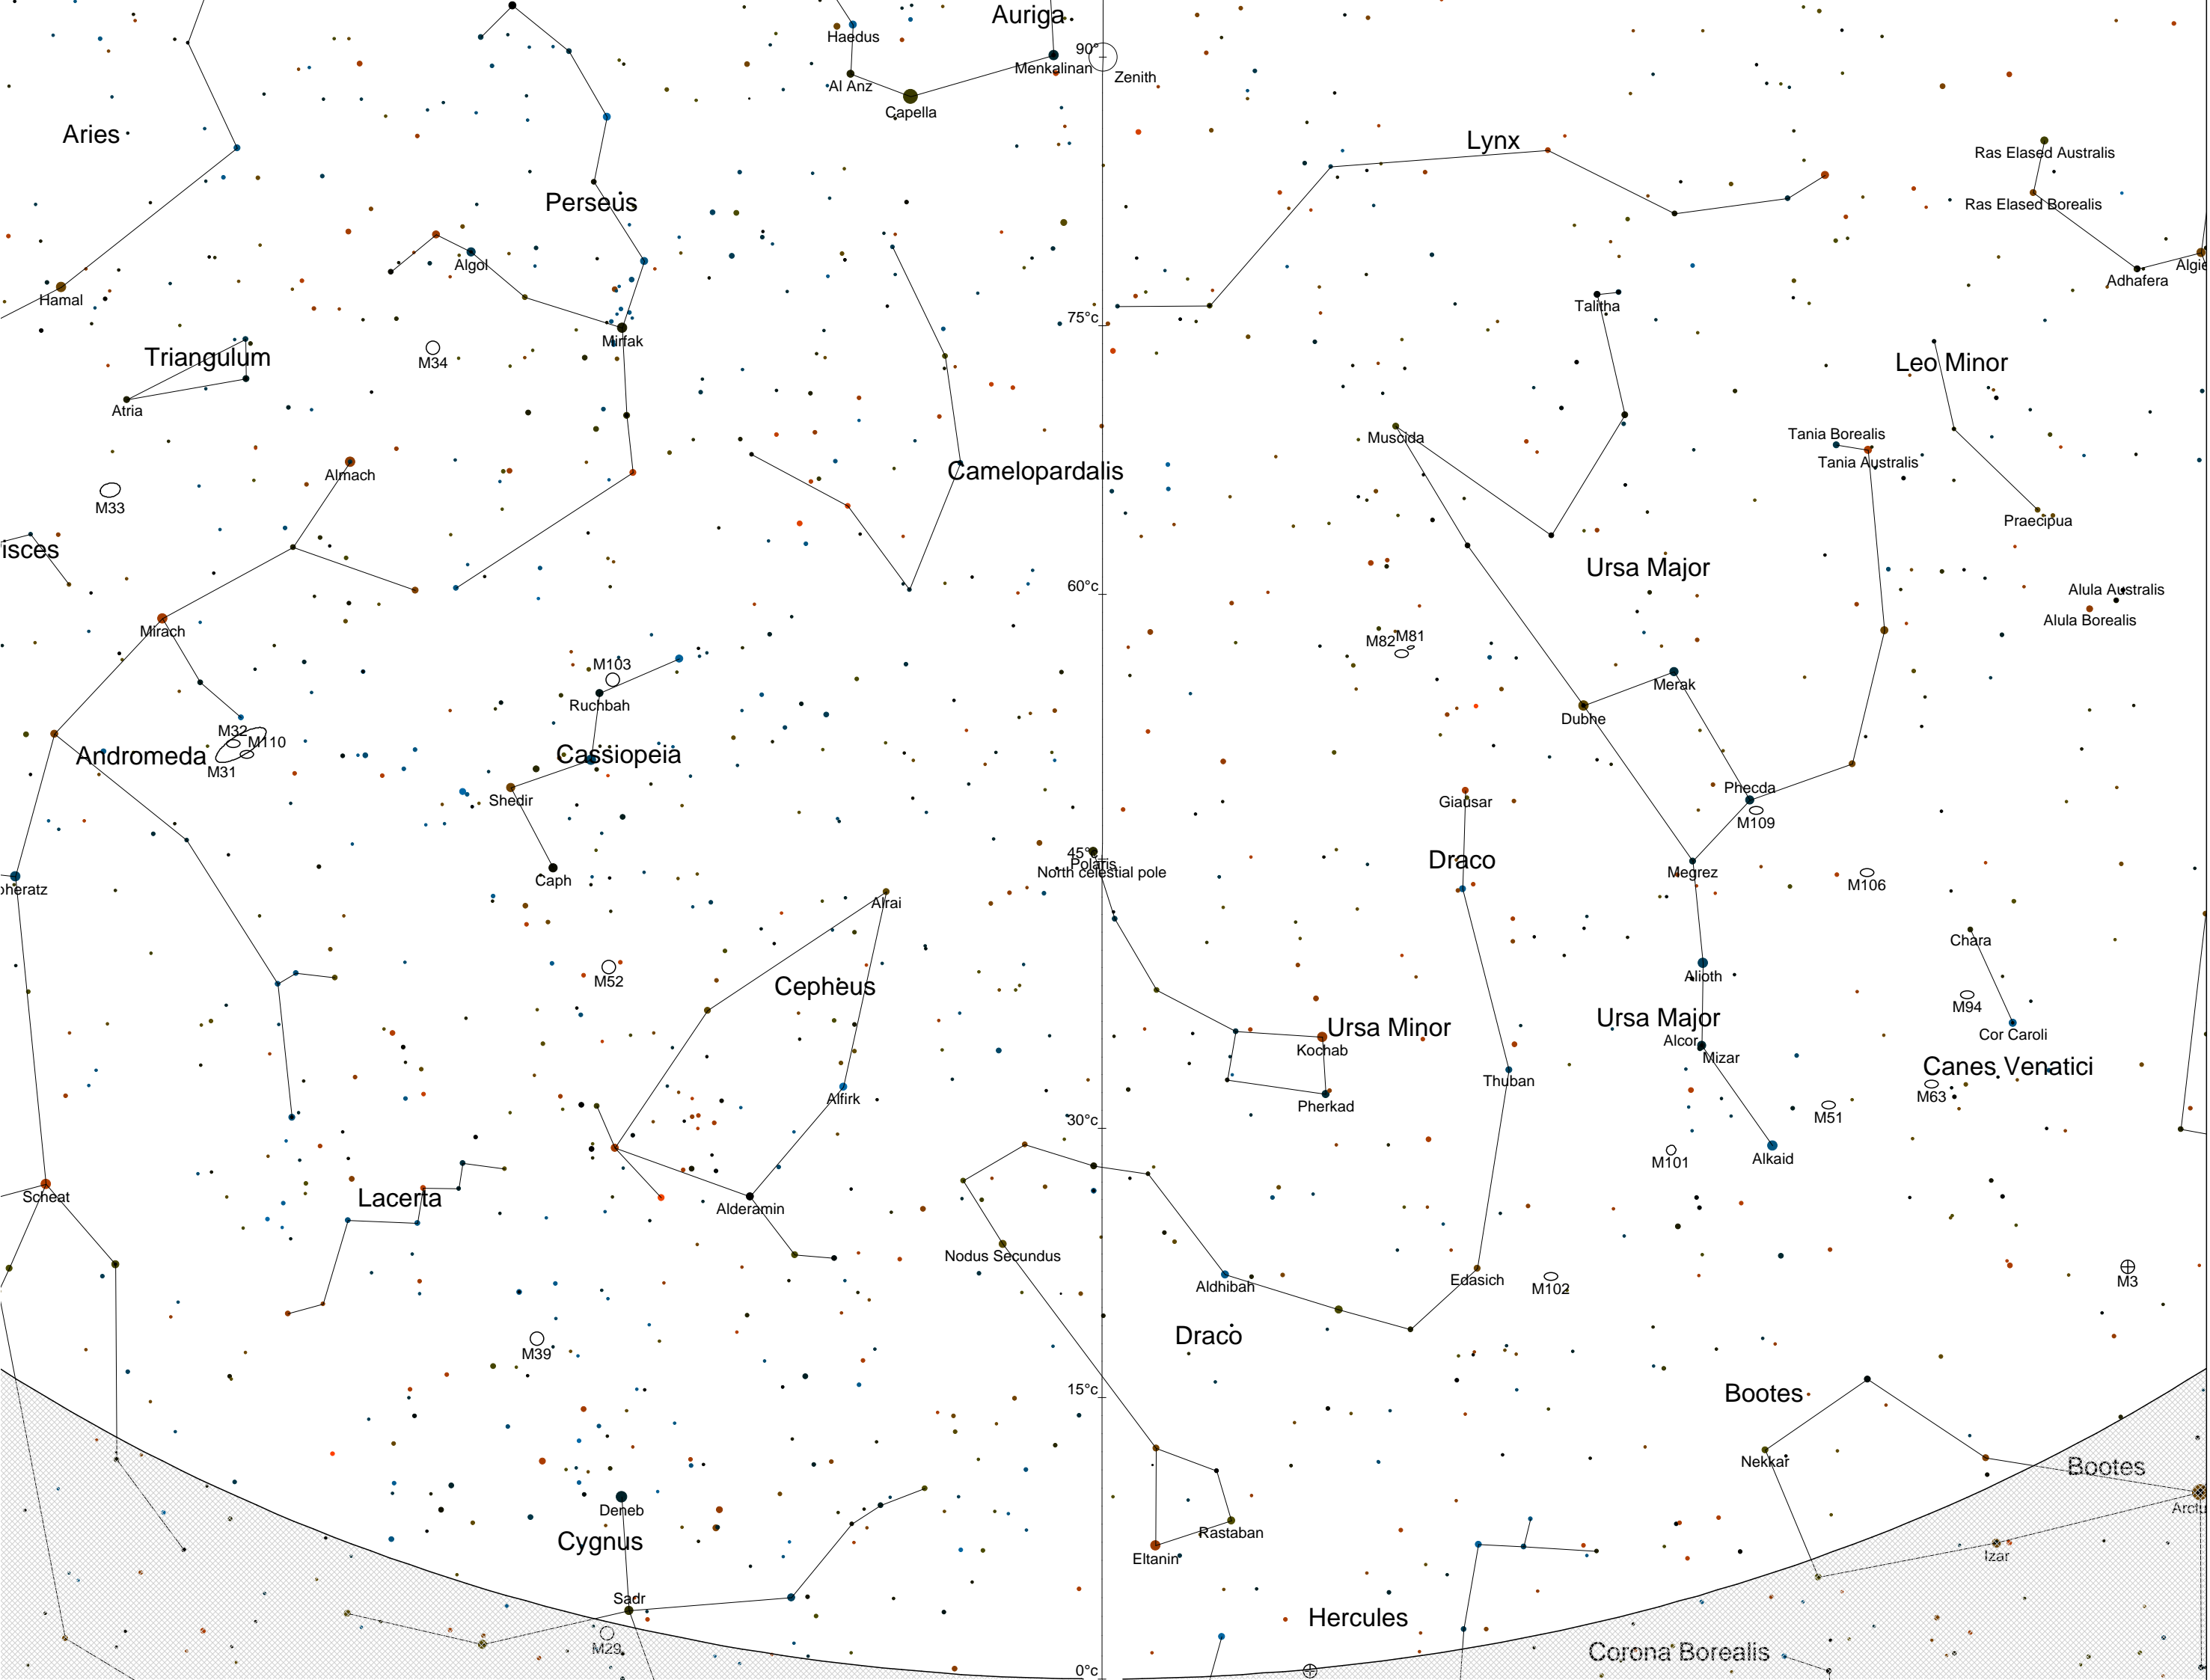 Auriga
Haedus
90°
Menkalinan
Zenith
Al Anz
Capella
Aries
Lynx
Ras Elased Australis
Ras Elased Borealis
Perseus
Algol
Hamal
Adhafera
Algie
Talitha
75°c
Mirfak
Triangulum
M34
Leo Minor
Atria
Muscida
Tania Borealis
Tania Australis
Almach
Camelopardalis
M33
Praecipua
isces
Ursa Major
60°c
Alula Australis
Alula Borealis
Mirach
M82
M81
M103
Merak
Ruchbah
Dubhe
M32
M110
Andromeda
M31
Cassiopeia
Shedir
Phecda
Giausar
M109
45°c
Polaris
North celestial pole
Draco
Megrez
M106
Caph
oheratz
Alrai
Chara
M52
Cepheus
Alioth
M94
Ursa Minor
Ursa Major
Cor Caroli
Kochab
Alcor
Mizar
Canes Venatici
Thuban
Alfirk
Pherkad
M63
M51
30°c
M101
Alkaid
Scheat
Lacerta
Alderamin
Nodus Secundus
Aldhibah
Edasich
M102
M3
Draco
M39
15°c
Bootes
Nekkar
Bootes
Deneb
Arctu
Cygnus
Rastaban
Eltanin
Izar
Sadr
Hercules
M29
Corona Borealis
0°c